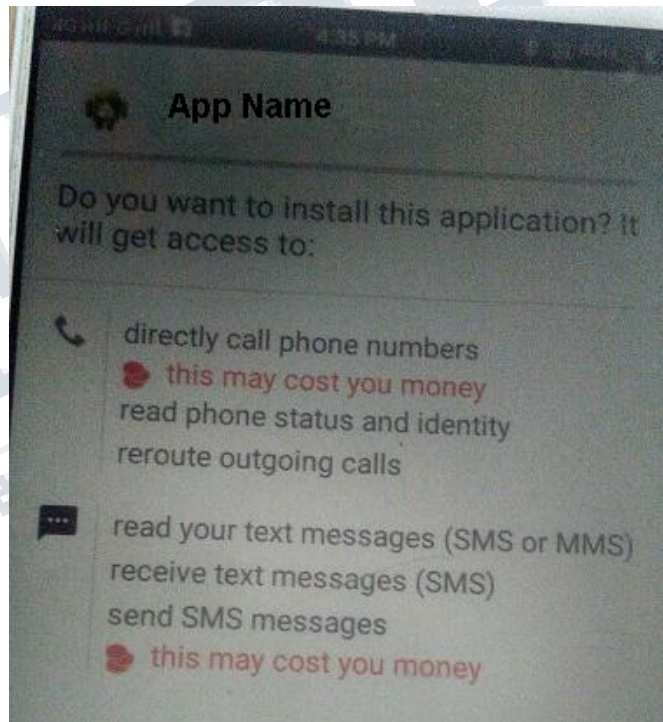 4:35 PM
App Name
Do you want to install this application? It
will get access to:
directly call phone numbers
this may cost you money
read phone status and identity
reroute outgoing calls
read your text messages (SMS or MMS)
receive text messages (SMS)
send SMS messages
this may cost you money